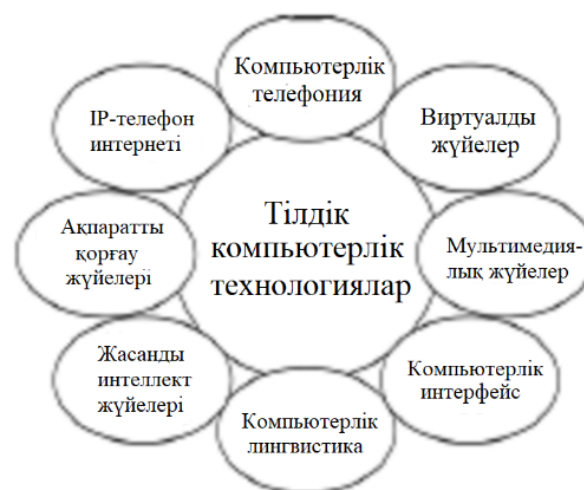 Компьютерлік
телефония
Виртуалды
жүйелер
Мультимедия-
лық жүйелер
Компьютерлік
интерфейс
Компьютерлік
лингвистика
Жасанды
интеллект
жүйелері
Ақпаратты
қорғау
жүйелері
IP-телефон
интернеті
Тілдік
компьютерлік
технологиялар